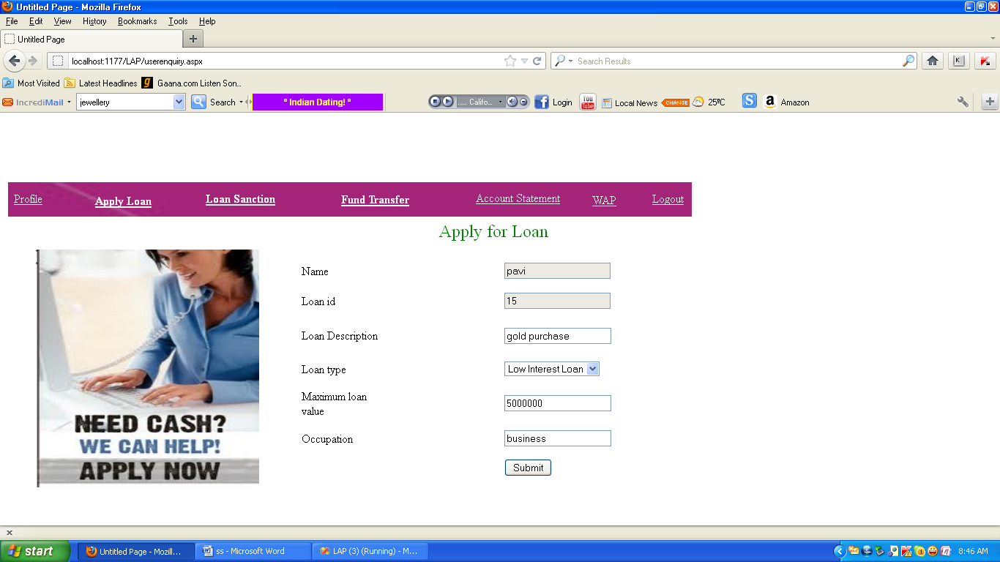 Untitled Page - Mozilla Firefox
File Edit View History Bookmarks Tools Help
Untitled Page
localhost:1177/LAP/userenquiry.aspx
Search Results
Most Visited Latest Headlines Gaana.com Listen Son...
IncrediMail jewellery Search * Indian Dating! * ...... Califo... Login You Tube Local News CHANGE 25ºC S a Amazon
Profile Apply Loan Loan Sanction Fund Transfer Account Statement WAP Logout
Apply for Loan
Name pavi
Loan id 15
Loan Description gold purchase
Loan type Low Interest Loan
Maximum loan
value 5000000
Occupation business
Submit
NEED CASH?
WE CAN HELP!
APPLY NOW
start Untitled Page - Mozill... ss - Microsoft Word LAP (3) (Running) - M... 8:46 AM